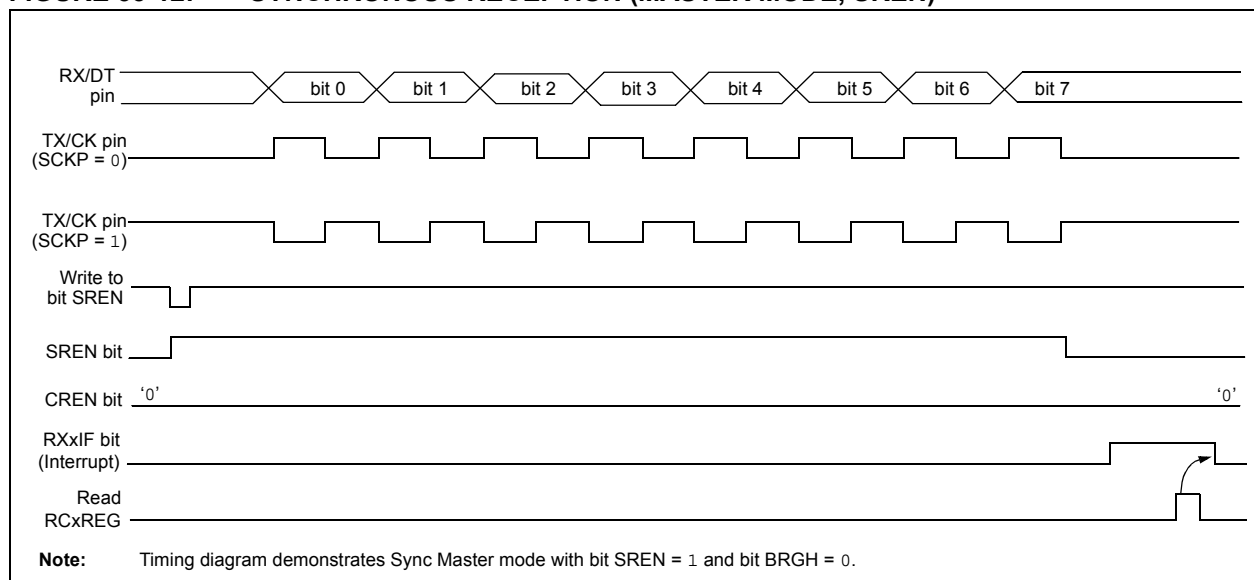 RX/DT
pin
bit 0 bit 1 bit 2 bit 3 bit 4 bit 5 bit 6 bit 7
TX/CK pin
(SCKP = 0)
TX/CK pin
(SCKP = 1)
Write to
bit SREN
SREN bit
CREN bit '0' '0'
RXxIF bit
(Interrupt)
Read
RCxREG
Note: Timing diagram demonstrates Sync Master mode with bit SREN = 1 and bit BRGH = 0.